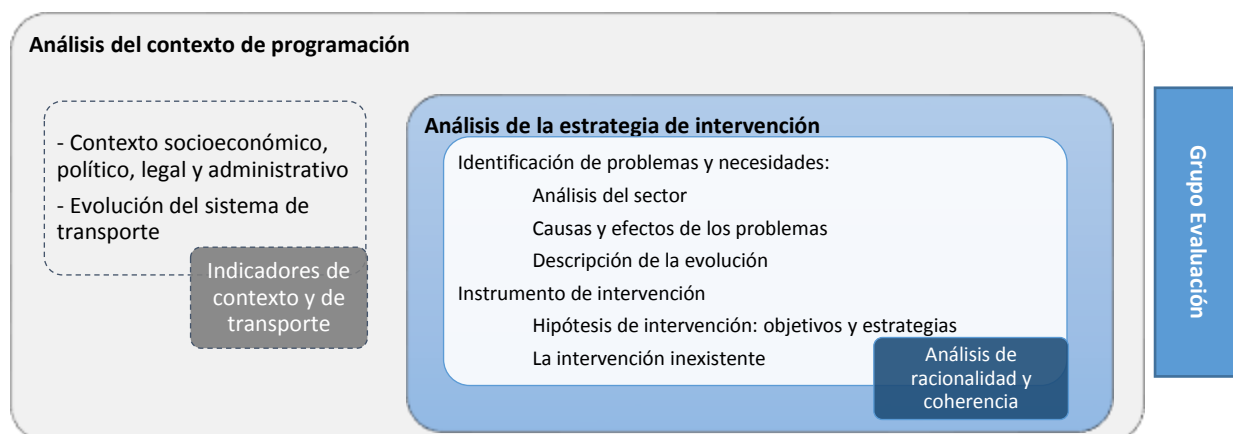 Análisis del contexto de programación
- Contexto socioeconómico,
político, legal y administrativo
- Evolución del sistema de
transporte
Indicadores de
contexto y de
transporte
Análisis de la estrategia de intervención
Identificación de problemas y necesidades:
Análisis del sector
Causas y efectos de los problemas
Descripción de la evolución
Instrumento de intervención
Hipótesis de intervención: objetivos y estrategias
La intervención inexistente
Análisis de
racionalidad y
coherencia
Grupo Evaluación